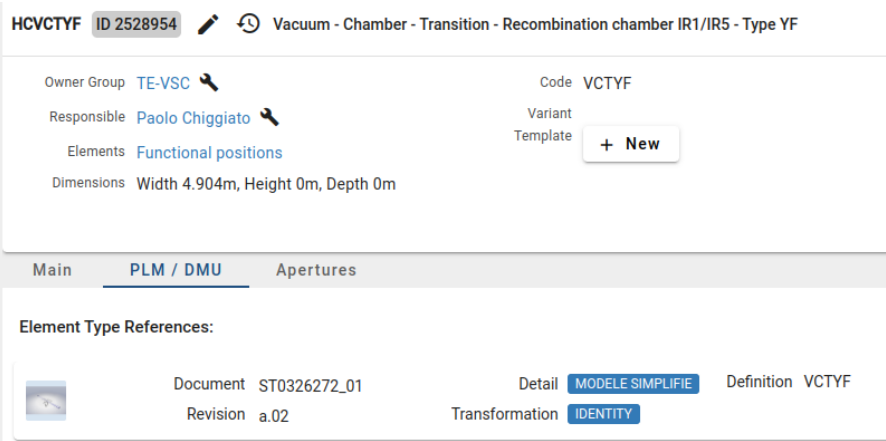 HCVCTYF ID 2528954 Vacuum - Chamber - Transition - Recombination chamber IR1/IR5 - Type YF
Owner Group TE-VSC Code VCTYF
Responsible Paolo Chiggiato Variant
Template + New
Elements Functional positions
Dimensions Width 4.904m, Height 0m, Depth 0m
Main PLM / DMU Apertures
Element Type References:
Document ST0326272_01 Detail MODELE SIMPLIFIE Definition VCTYF
Revision a.02 Transformation IDENTITY